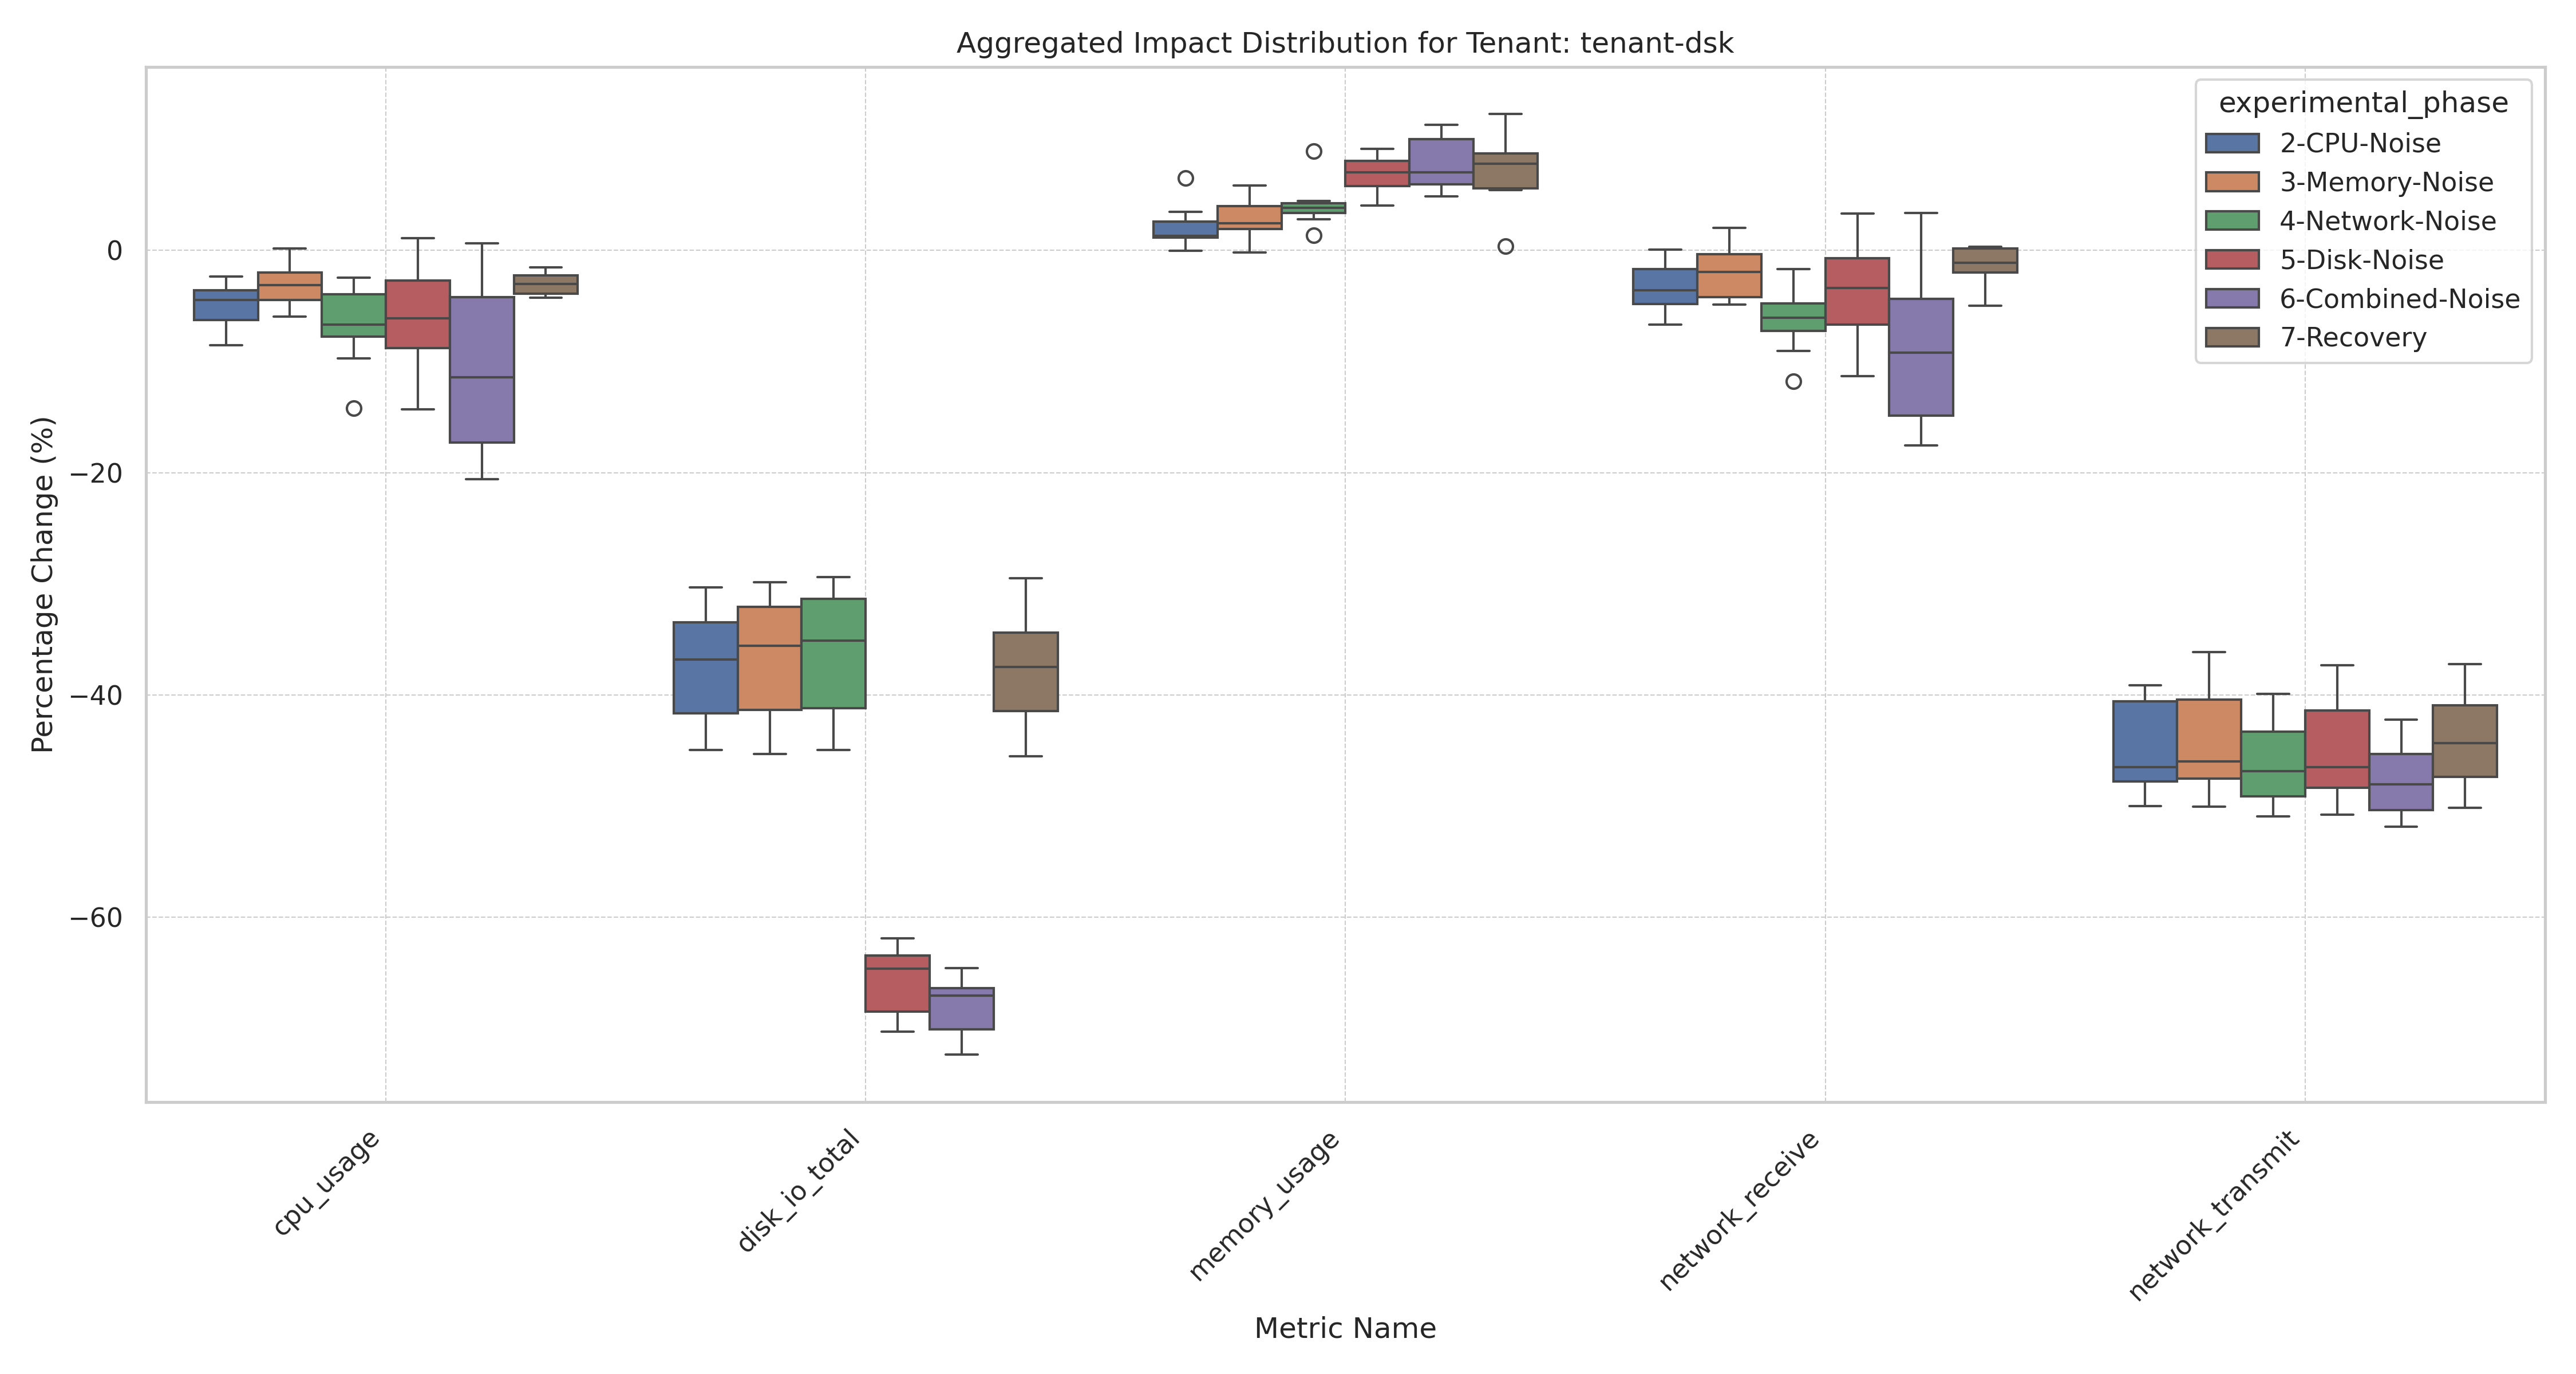 Aggregated Impact Distribution for Tenant: tenant-dsk
experimental_phase
2-CPU-Noise
3-Memory-Noise
4-Network-Noise
5-Disk-Noise
6-Combined-Noise
7-Recovery
Percentage Change (%)
0
−20
−40
−60
cpu_usage
disk_io_total
memory_usage
network_receive
network_transmit
Metric Name